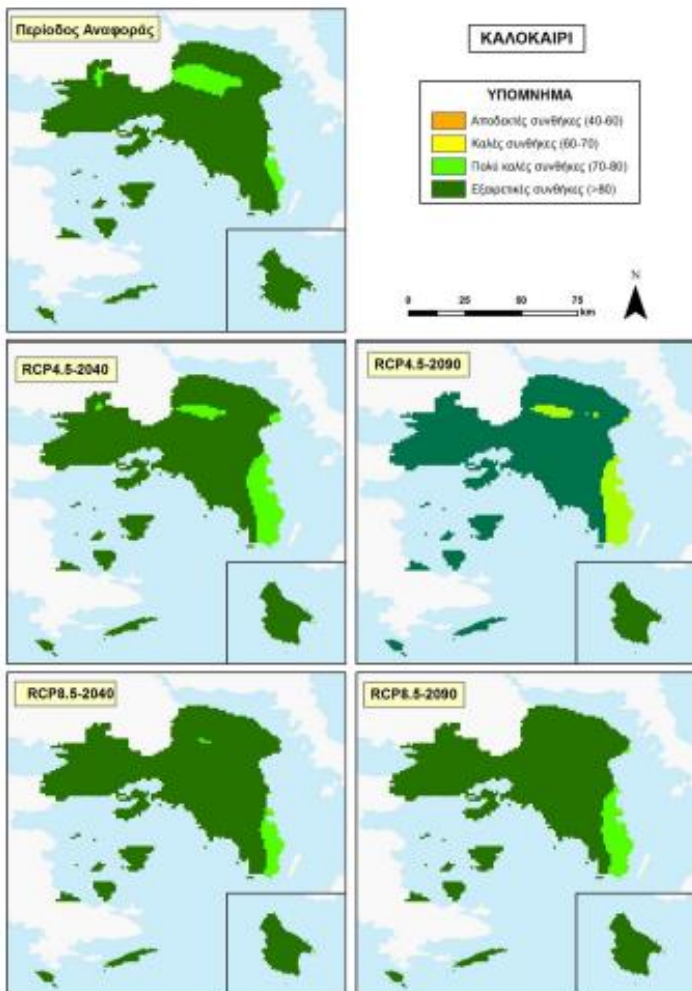 Περίοδος Αναφοράς
ΚΑΛΟΚΑΙΡΙ
ΥΠΟΜΝΗΜΑ
Αποδεκτές συνθήκες (40-60)
Καλές συνθήκες (60-70)
Πολύ καλές συνθήκες (70-80)
Εξαιρετικές συνθήκες (>80)
N
0 25 50 75
km
RCP4.5-2040
RCP4.5-2090
RCP8.5-2040
RCP8.5-2090